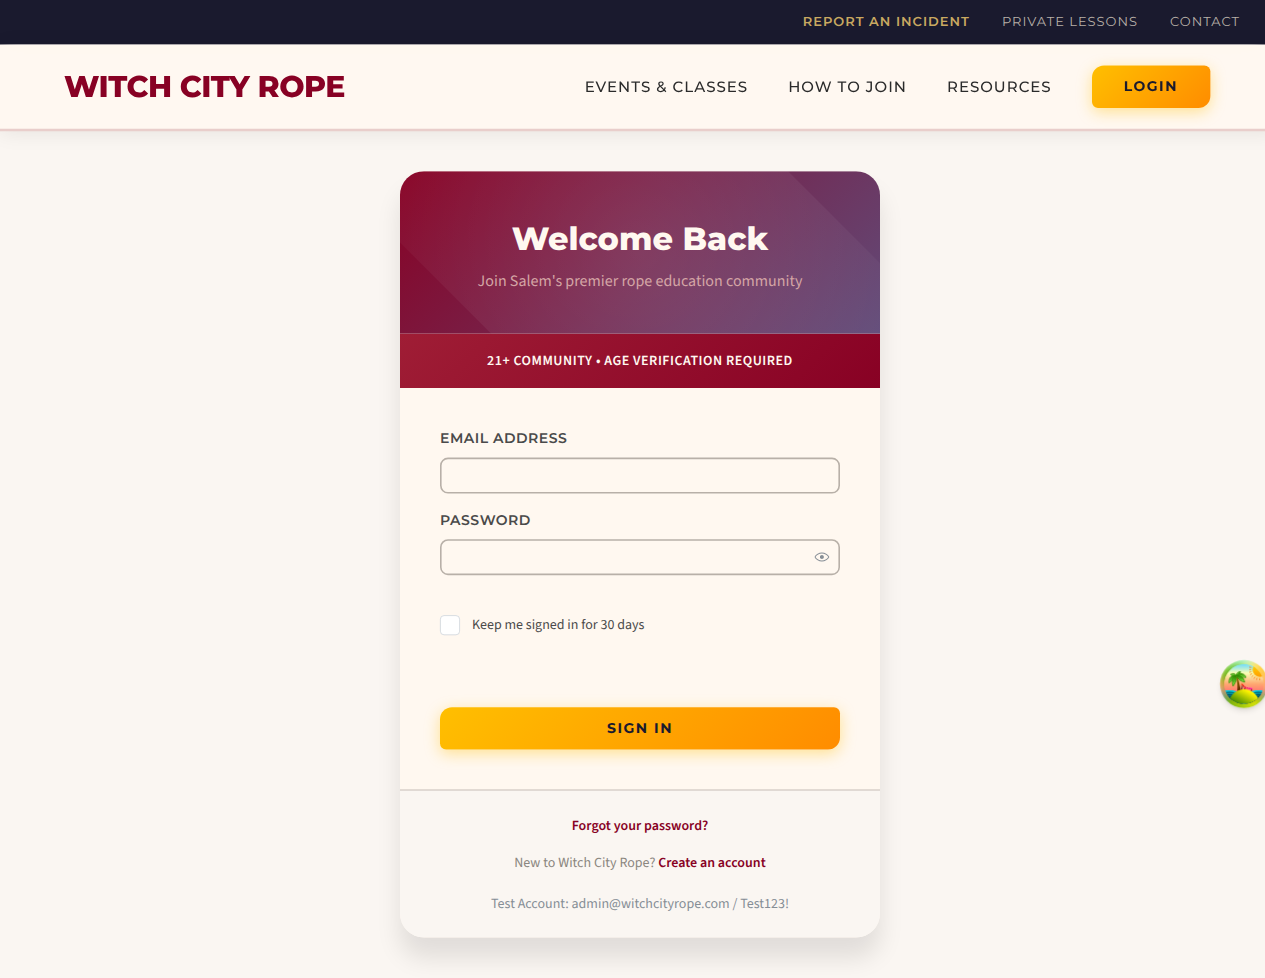 REPORT AN INCIDENT PRIVATE LESSONS CONTACT
WITCH CITY ROPE EVENTS & CLASSES HOW TO JOIN RESOURCES LOGIN
Welcome Back
Join Salem's premier rope education community
21+ COMMUNITY • AGE VERIFICATION REQUIRED
EMAIL ADDRESS
PASSWORD
Keep me signed in for 30 days
SIGN IN
Forgot your password?
New to Witch City Rope? Create an account
Test Account: admin@witchcityrope.com / Test123!